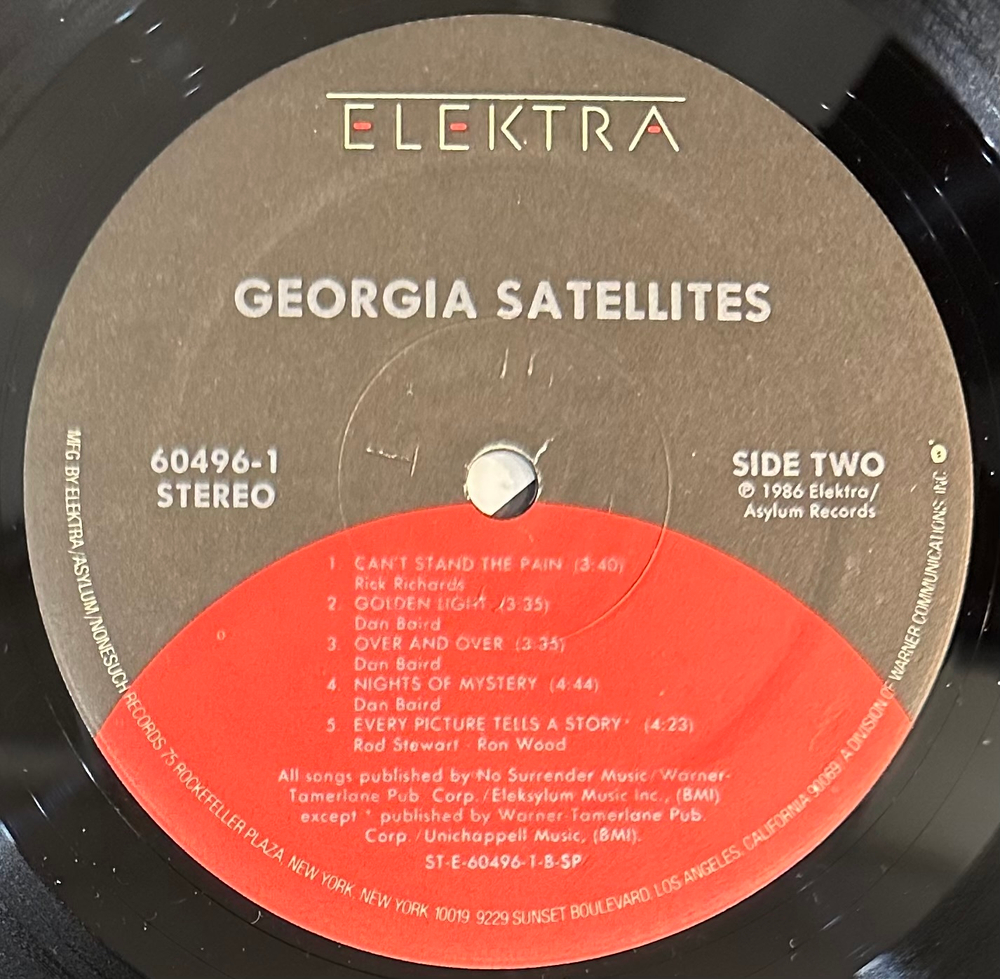 ELEKTRA
GEORGIA SATELLITES
60496-1
STEREO
SIDE TWO
℗ 1986 Elektra/
Asylum Records
1. CAN'T STAND THE PAIN (3:40)
Rick Richards
2. GOLDEN LIGHT (3:35)
Dan Baird
3. OVER AND OVER (3:35)
Dan Baird
4. NIGHTS OF MYSTERY (4:44)
Dan Baird
5. EVERY PICTURE TELLS A STORY* (4:23)
Rod Stewart - Ron Wood
All songs published by No Surrender Music/Warner-
Tamerlane Pub. Corp./Eleksylum Music Inc., (BMI)
except * published by Warner-Tamerlane Pub.
Corp./Unichappell Music, (BMI).
ST-E-60496-1-B-SP
MFG. BY ELEKTRA/ASYLUM/NONESUCH RECORDS 75 ROCKEFELLER PLAZA, NEW YORK, NEW YORK 10019. 9229 SUNSET BOULEVARD, LOS ANGELES, CALIFORNIA 90069. A DIVISION OF WARNER COMMUNICATIONS INC.